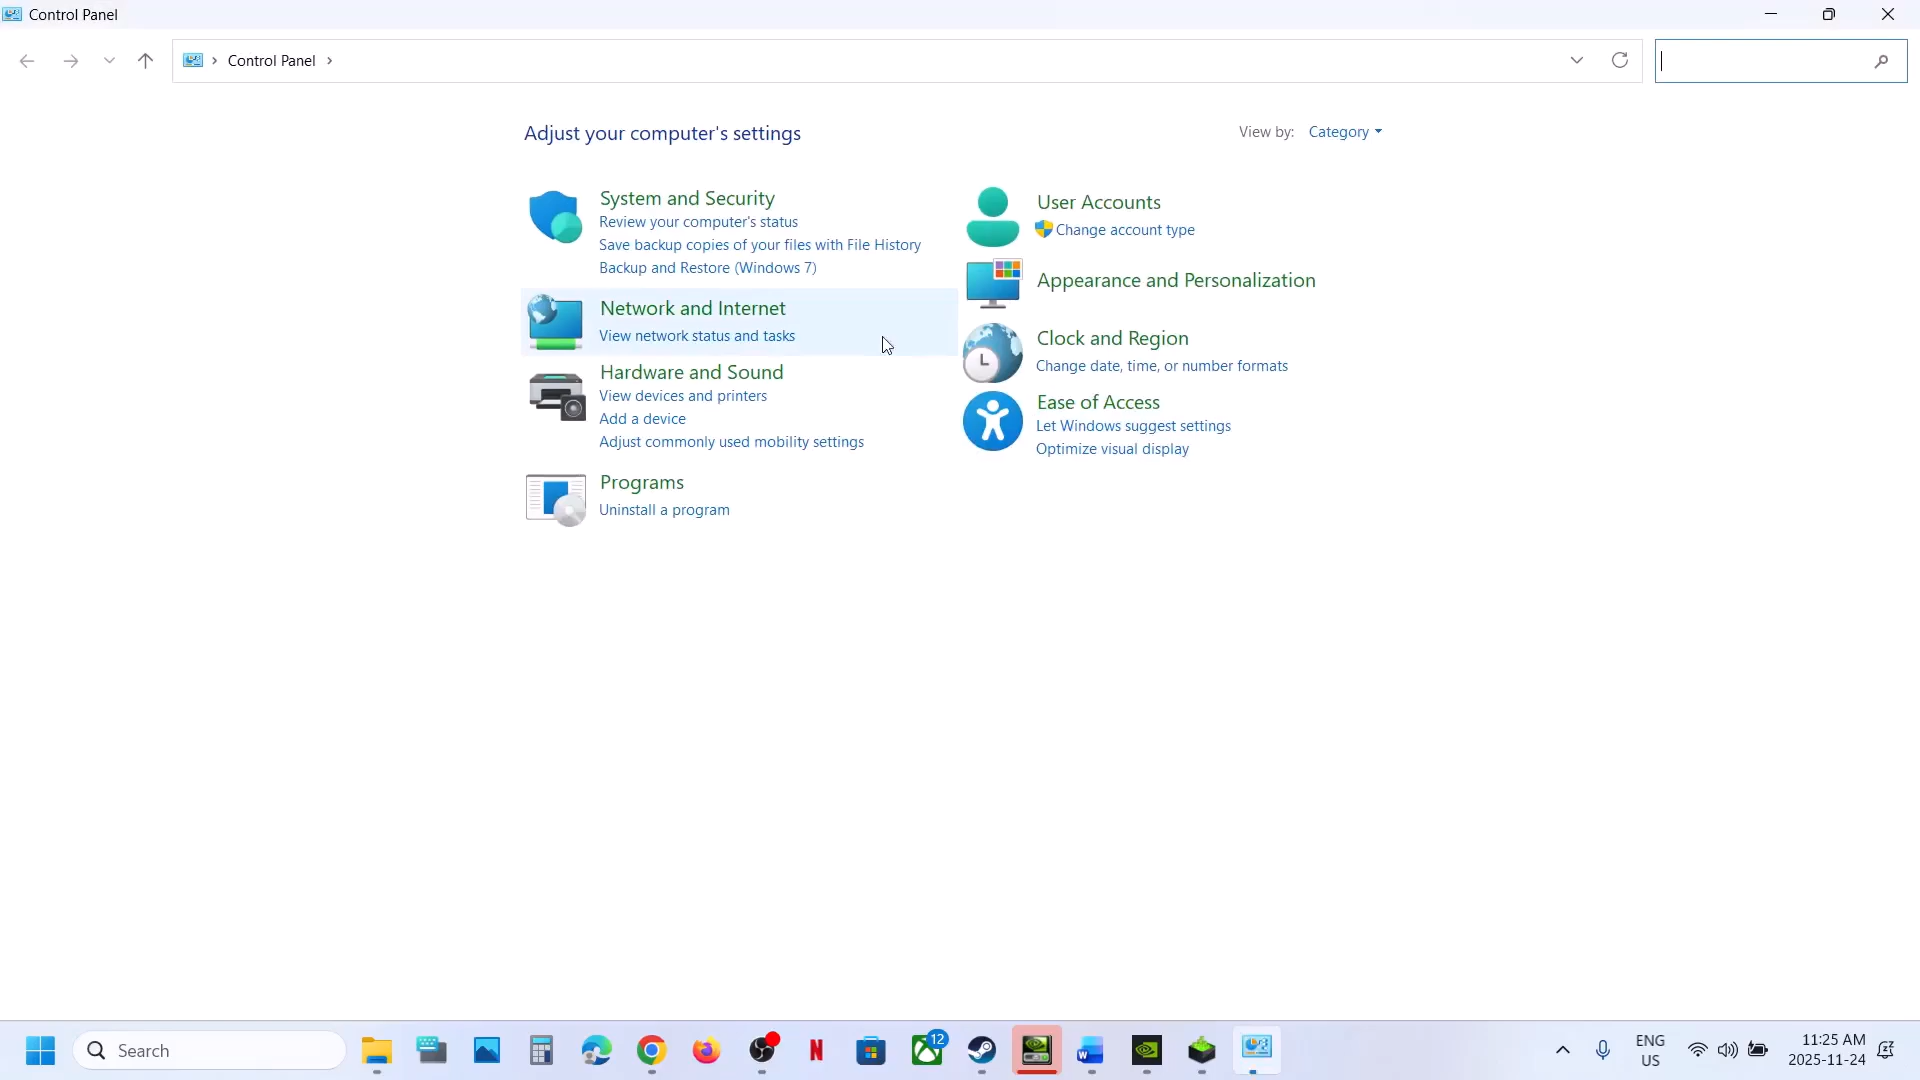 Control Panel
Control Panel
Adjust your computer's settings
View by: Category
System and Security
Review your computer's status
Save backup copies of your files with File History
Backup and Restore (Windows 7)
Network and Internet
View network status and tasks
Hardware and Sound
View devices and printers
Add a device
Adjust commonly used mobility settings
Programs
Uninstall a program
User Accounts
Change account type
Appearance and Personalization
Clock and Region
Change date, time, or number formats
Ease of Access
Let Windows suggest settings
Optimize visual display
Search
N
12
W
ENG
US
11:25 AM
2025-11-24